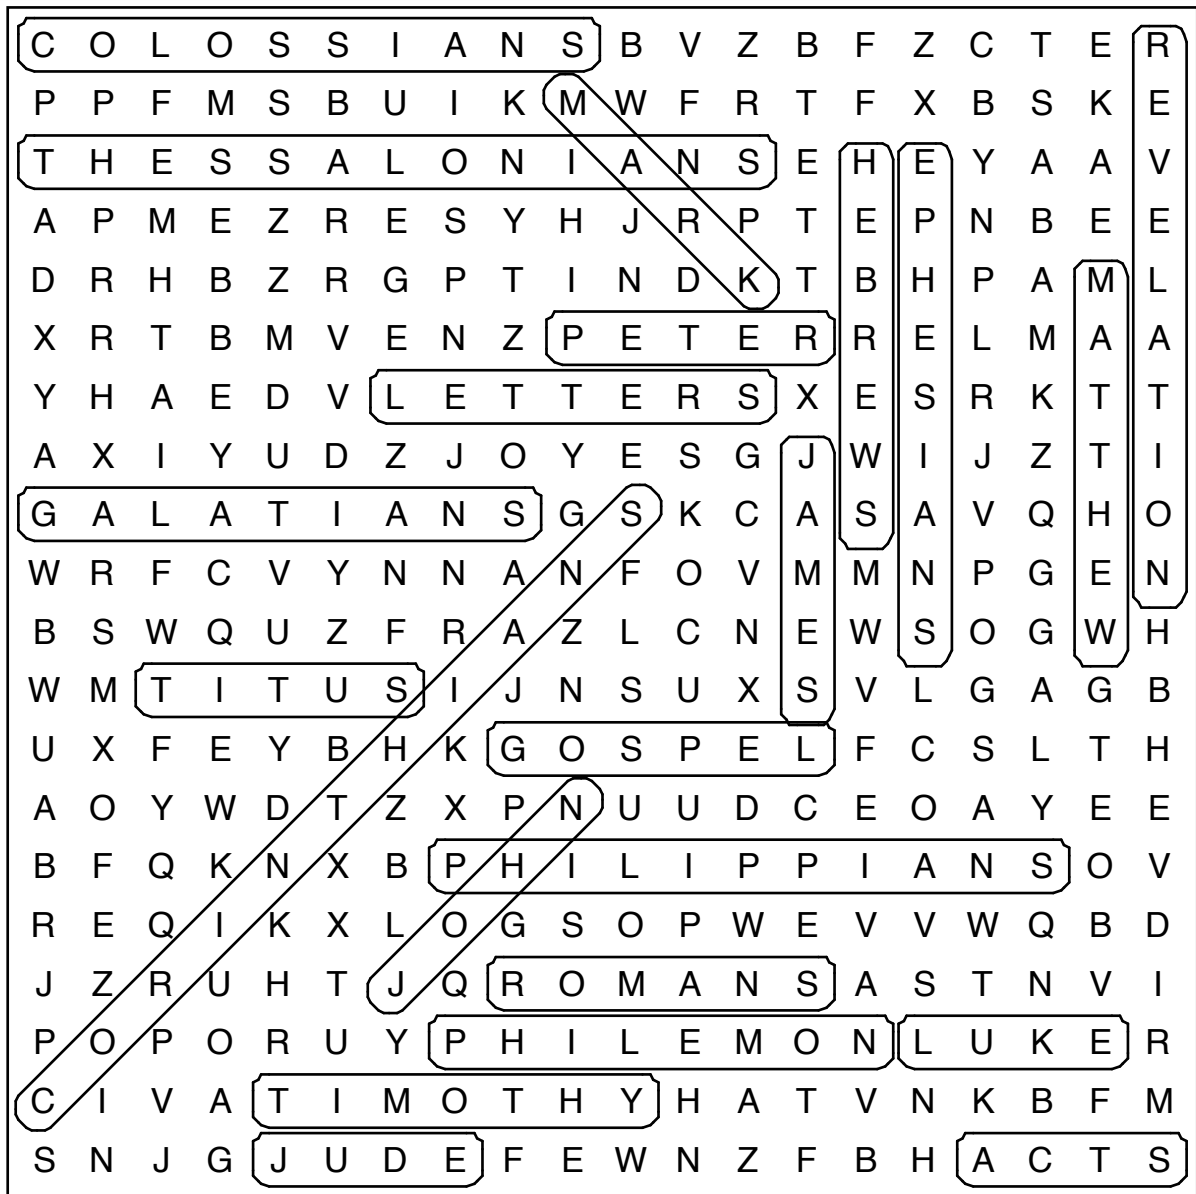 C O L O S S I A N S B V Z B F Z C T E R
P P F M S B U I K M W F R T F X B S K E
T H E S S A L O N I A N S E H E Y A A V
A P M E Z R E S Y H J R P T E P N B E E
D R H B Z R G P T I N D K T B H P A M L
X R T B M V E N Z P E T E R R E L M A A
Y H A E D V L E T T E R S X E S R K T T
A X I Y U D Z J O Y E S G J W I J Z T I
G A L A T I A N S G S K C A S A V Q H O
W R F C V Y N N A N F O V M M N P G E N
B S W Q U Z F R A Z L C N E W S O G W H
W M T I T U S I J N S U X S V L G A G B
U X F E Y B H K G O S P E L F C S L T H
A O Y W D T Z X P N U U D C E O A Y E E
B F Q K N X B P H I L I P P I A N S O V
R E Q I K X L O G S O P W E V V W Q B D
J Z R U H T J Q R O M A N S A S T N V I
P O P O R U Y P H I L E M O N L U K E R
C I V A T I M O T H Y H A T V N K B F M
S N J G J U D E F E W N Z F B H A C T S